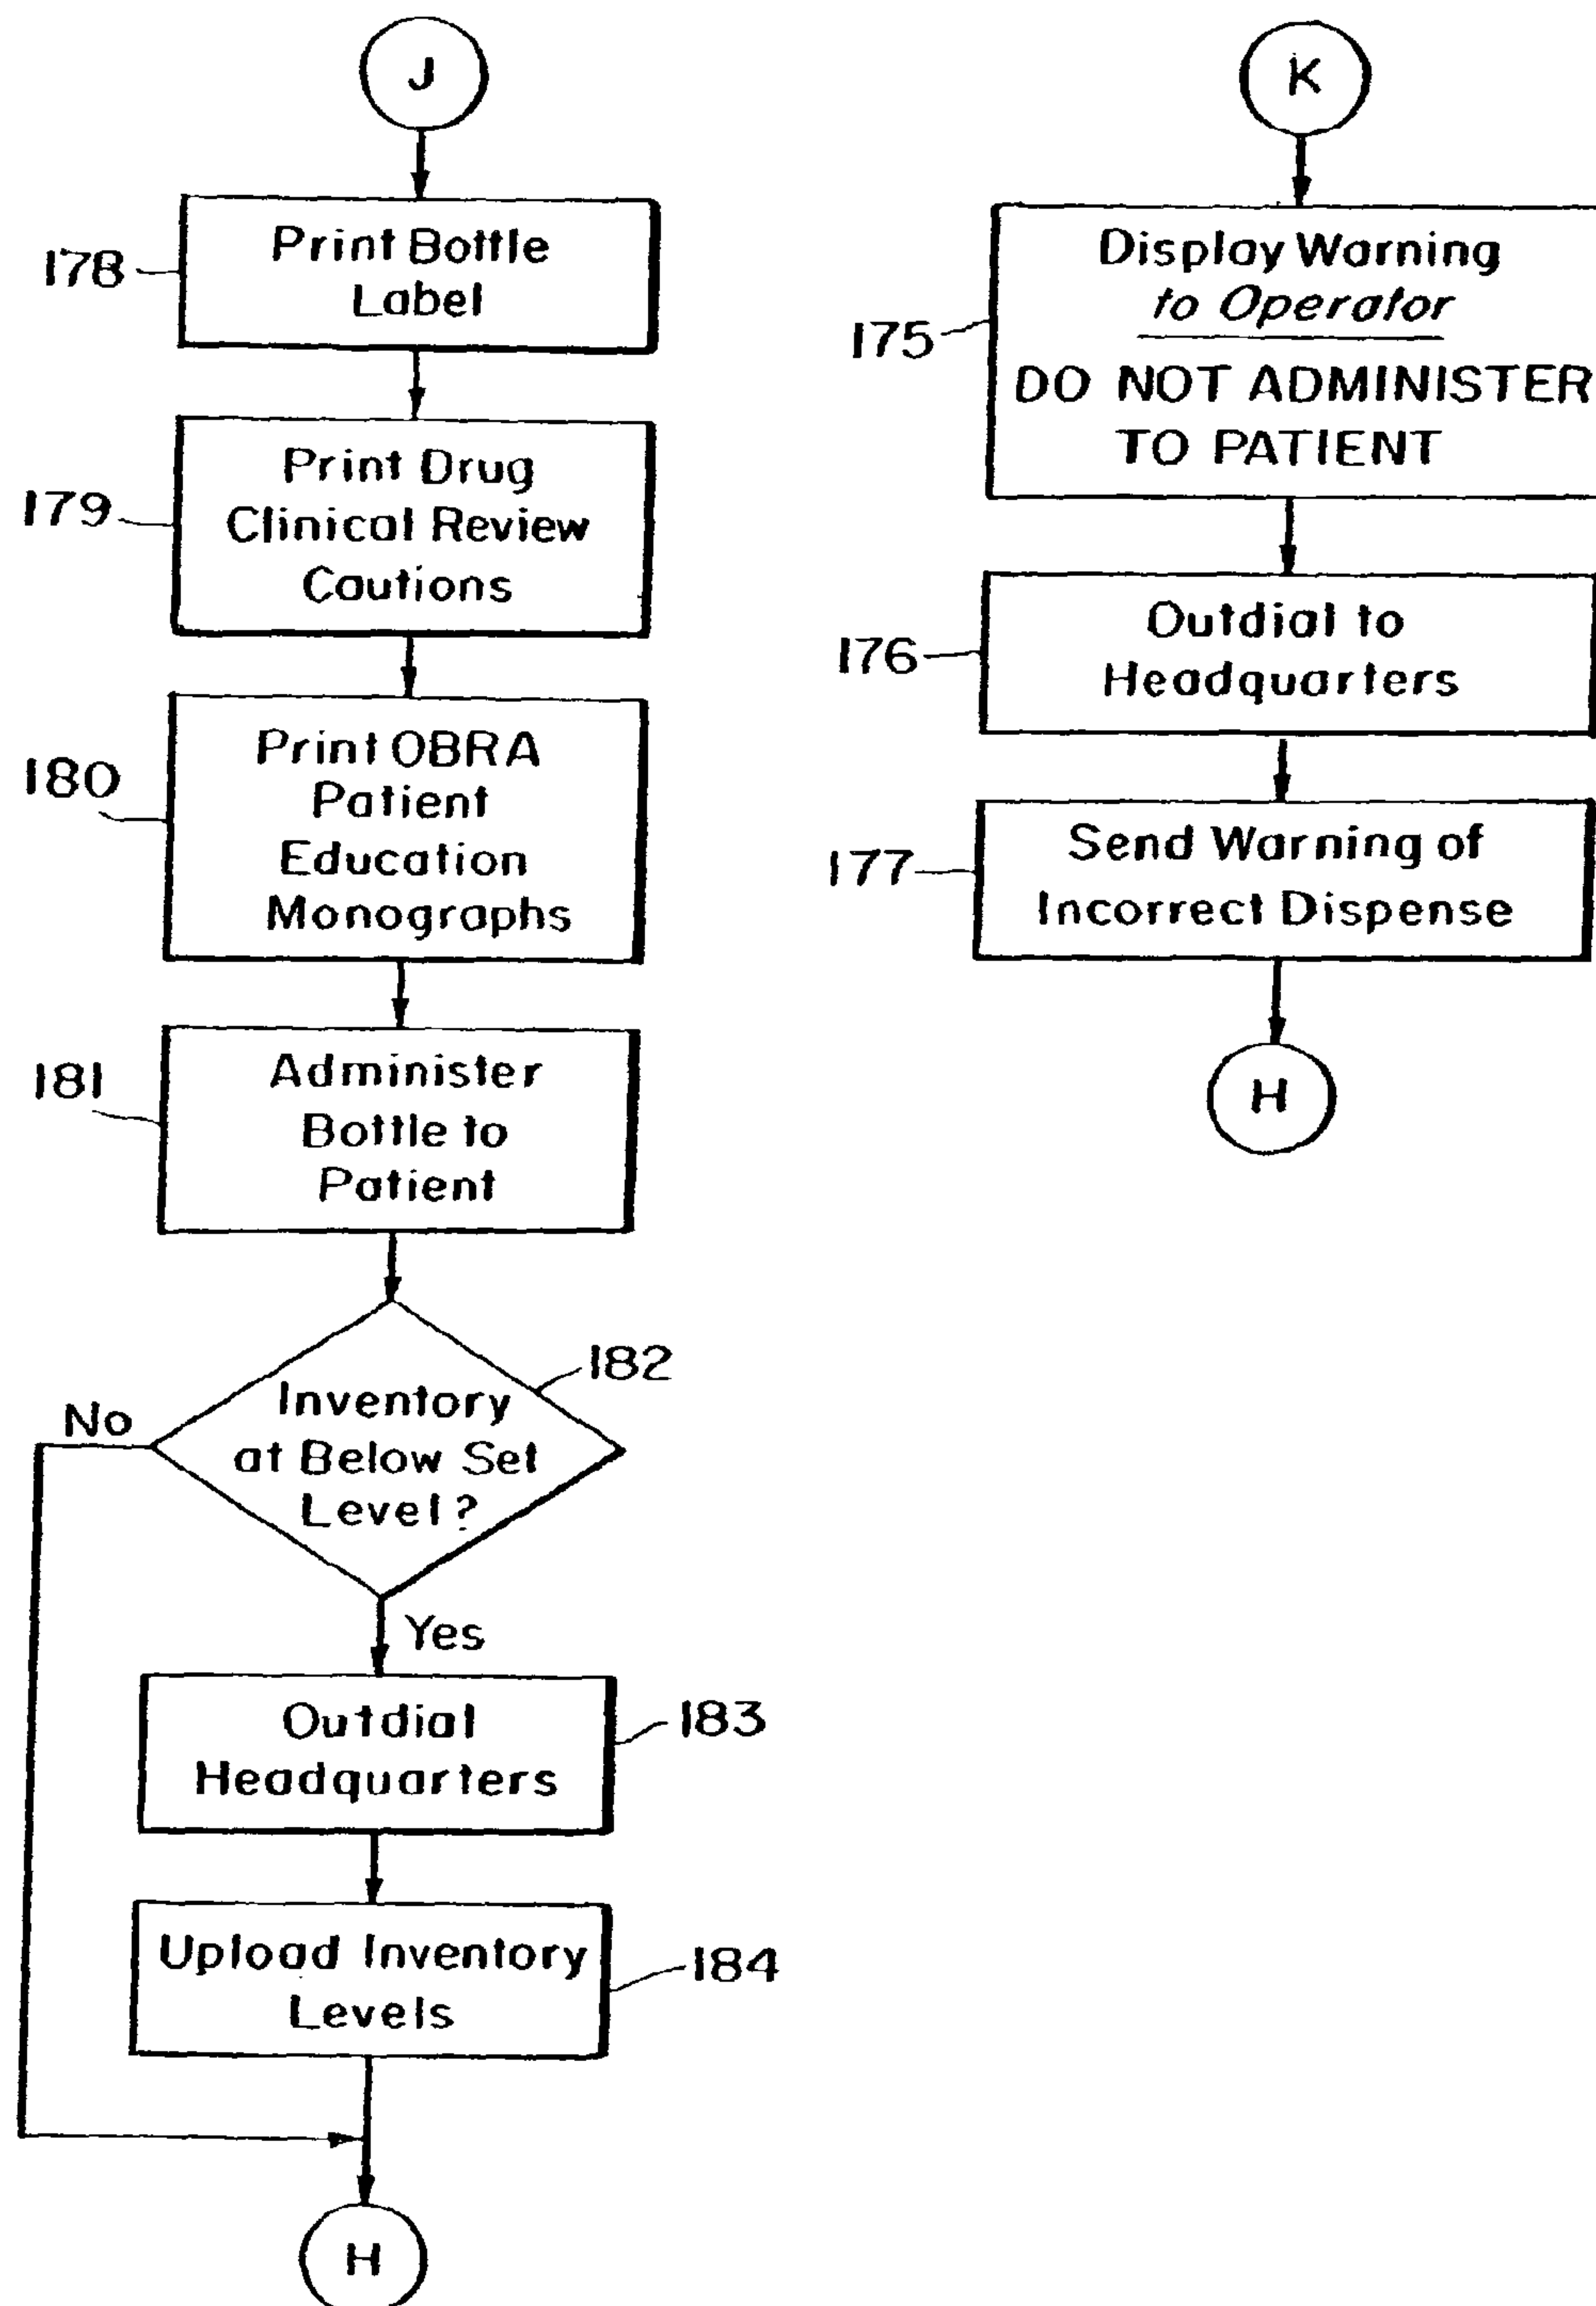 J
178
Print Bottle
Label
179
Print Drug
Clinical Review
Cautions
180
Print OBRA
Patient
Education
Monographs
181
Administer
Bottle to
Patient
182
Inventory
at Below Set
Level?
No
Yes
183
Outdial
Headquarters
184
Upload Inventory
Levels
H
K
175
Display Warning
to Operator
DO NOT ADMINISTER
TO PATIENT
176
Outdial to
Headquarters
177
Send Warning of
Incorrect Dispense
H